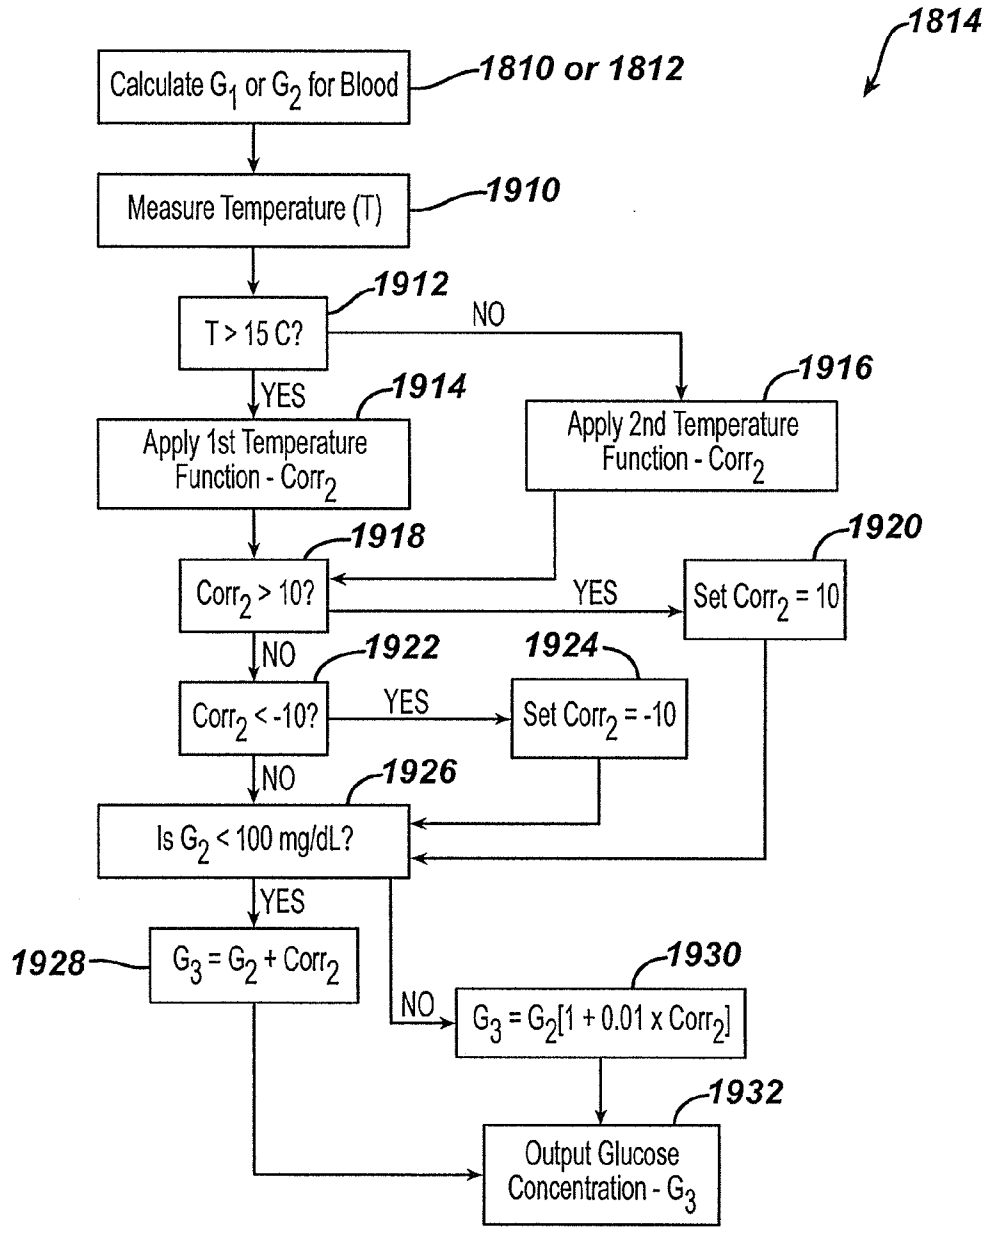 1814
Calculate G1 or G2 for Blood
1810 or 1812
Measure Temperature (T)
1910
T > 15 C?
1912
NO
YES
Apply 1st Temperature
Function - Corr2
1914
Apply 2nd Temperature
Function - Corr2
1916
Corr2 > 10?
1918
YES
Set Corr2 = 10
1920
NO
Corr2 < -10?
1922
YES
Set Corr2 = -10
1924
NO
Is G2 < 100 mg/dL?
1926
YES
1928
G3 = G2 + Corr2
NO
G3 = G2[1 + 0.01 x Corr2]
1930
Output Glucose
Concentration - G3
1932